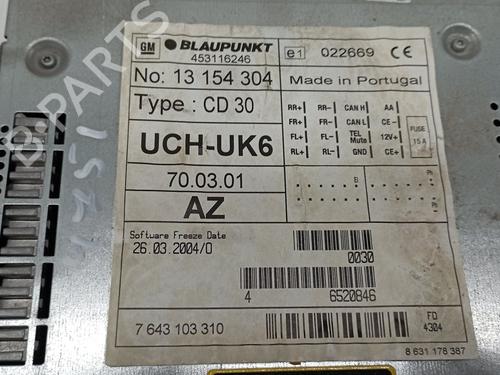 GM BLAUPUNKT
453116246
e1 022669 CE
No: 13 154 304
Made in Portugal
Type : CD 30
RR+ RR- CAN H AA
FR+ FR- CAN L CE-
FL+ FL- TEL Mute 12V+
RL+ RL- GND CE+
FUSE
15 A
UCH-UK6
70.03.01
B
AZ
Software Freeze Date
26.03.2004/0
0030
4 6520846
7 643 103 310
FD
4304
8 631 178 387
B-PARTS